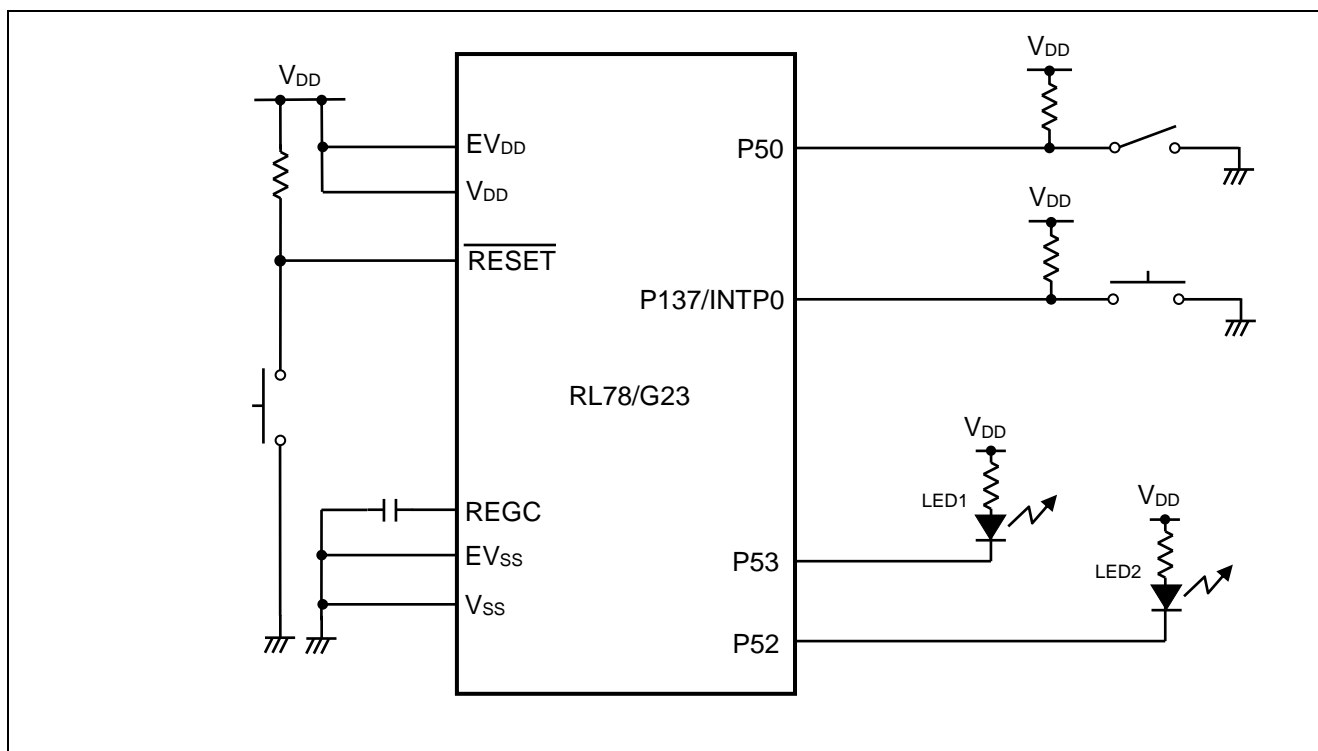 VDD
EVDD
VDD
RESET
REGC
EVSS
VSS
RL78/G23
P50
P137/INTP0
P53
P52
VDD
VDD
VDD
LED1
VDD
LED2